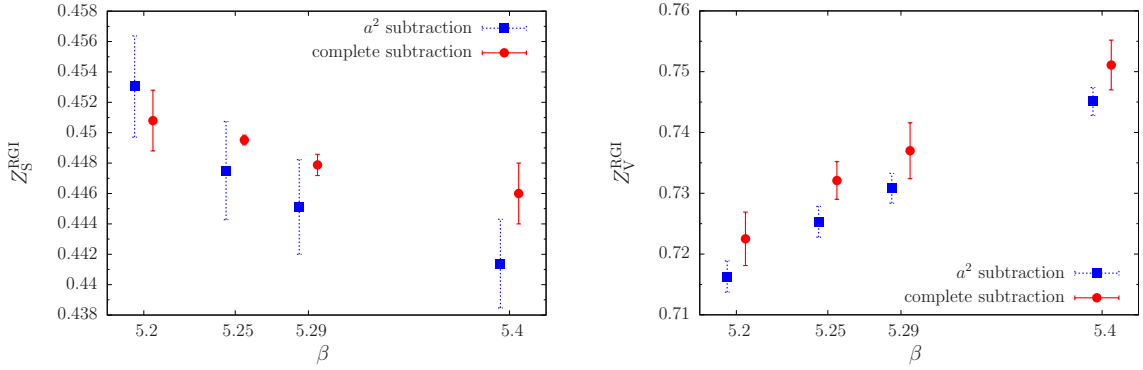 0.458
0.456
0.454
0.452
0.45
0.448
0.446
0.444
0.442
0.44
0.438
Z_S^RGI
a² subtraction
complete subtraction
5.2 5.25 5.29 5.4
β
0.76
0.75
0.74
0.73
0.72
0.71
Z_V^RGI
a² subtraction
complete subtraction
5.2 5.25 5.29 5.4
β